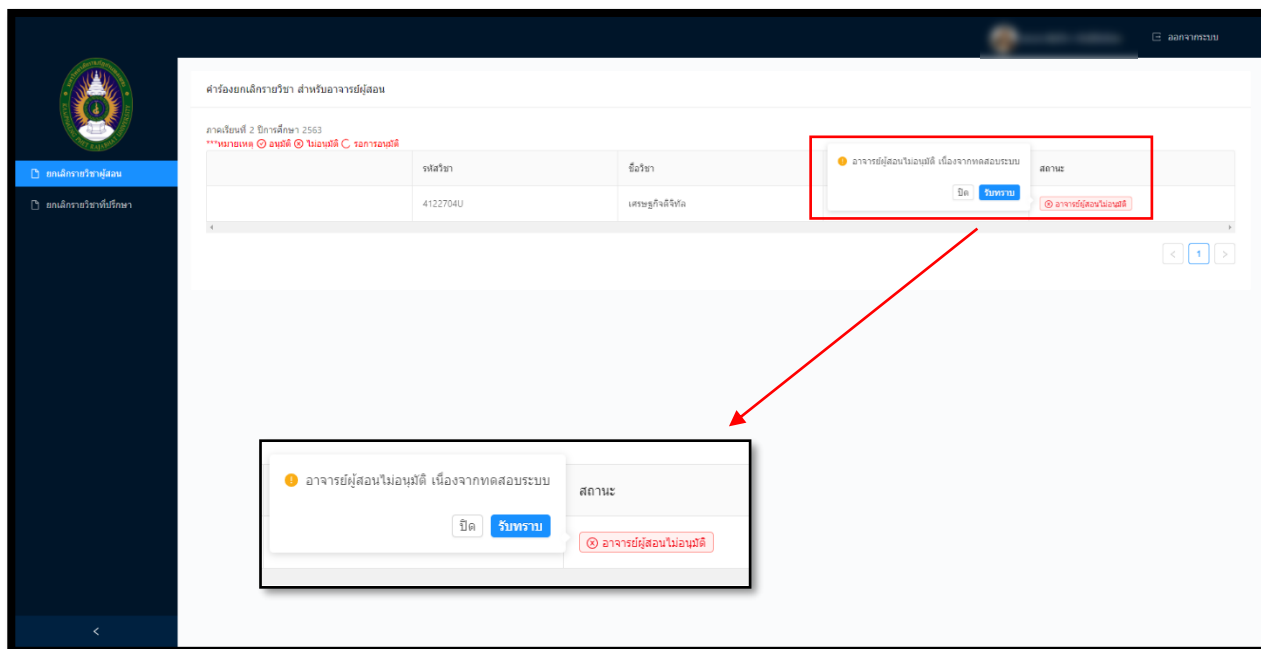 ออกจากระบบ
คำร้องยกเลิกรายวิชา สำหรับอาจารย์ผู้สอน
ภาคเรียนที่ 2 ปีการศึกษา 2563
***หมายเหตุ อนุมัติ ไม่อนุมัติ รอการอนุมัติ
ยกเลิกรายวิชาผู้สอน
ยกเลิกรายวิชาที่ปรึกษา
รหัสวิชา
ชื่อวิชา
อาจารย์ผู้สอนไม่อนุมัติ เนื่องจากทดสอบระบบ
สถานะ
ปิด รับทราบ
4122704U
เศรษฐกิจดิจิทัล
อาจารย์ผู้สอนไม่อนุมัติ
< 1 >
อาจารย์ผู้สอนไม่อนุมัติ เนื่องจากทดสอบระบบ
สถานะ
ปิด รับทราบ
อาจารย์ผู้สอนไม่อนุมัติ